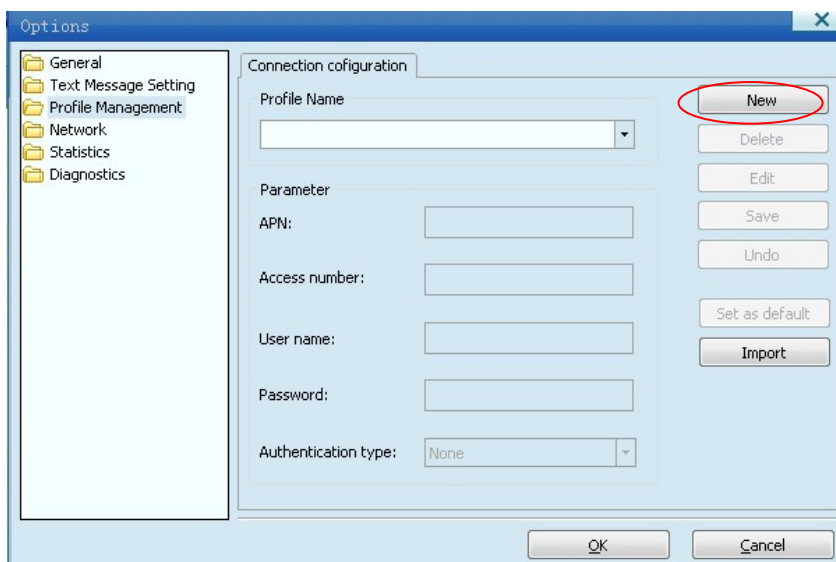 Options
General
Text Message Setting
Profile Management
Network
Statistics
Diagnostics
Connection cofiguration
Profile Name
Parameter
APN:
Access number:
User name:
Password:
Authentication type:
None
New
Delete
Edit
Save
Undo
Set as default
Import
OK
Cancel